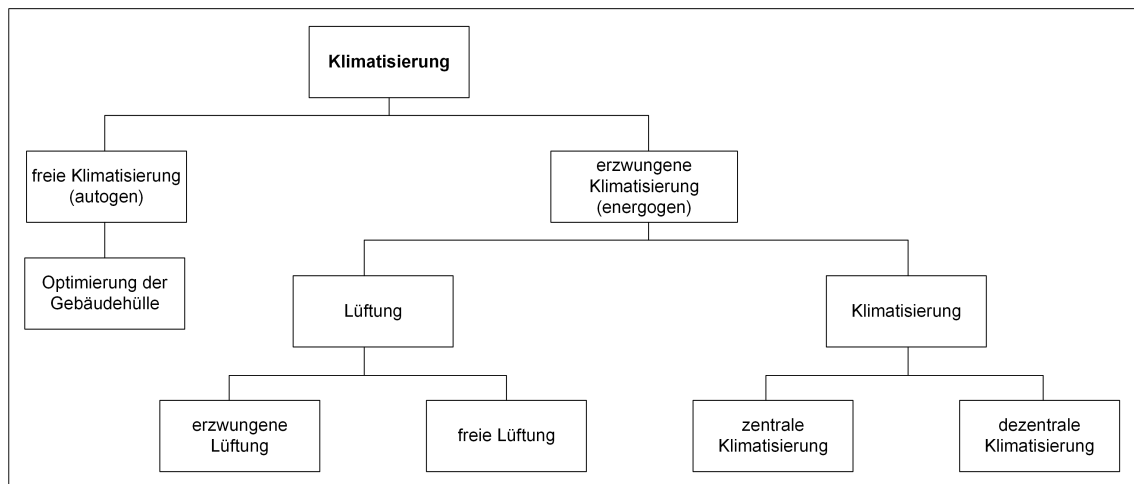 Klimatisierung
freie Klimatisierung
(autogen)
erzwungene
Klimatisierung
(energogen)
Optimierung der
Gebäudehülle
Lüftung
Klimatisierung
erzwungene
Lüftung
freie Lüftung
zentrale
Klimatisierung
dezentrale
Klimatisierung